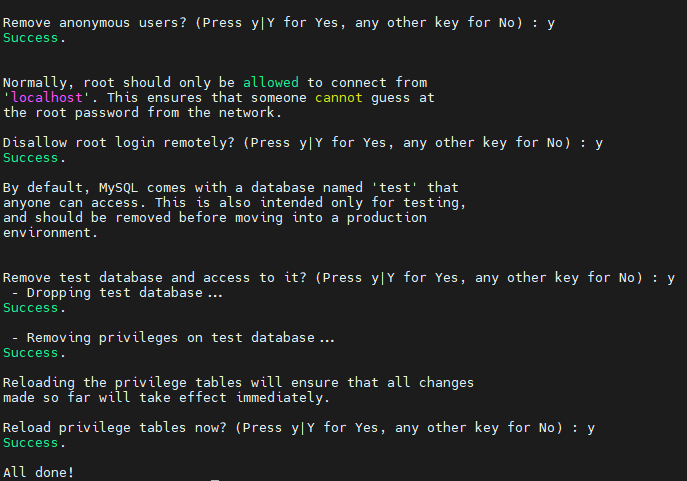 Remove anonymous users? (Press y|Y for Yes, any other key for No) : y
Success.
Normally, root should only be allowed to connect from
'localhost'. This ensures that someone cannot guess at
the root password from the network.
Disallow root login remotely? (Press y|Y for Yes, any other key for No) : y
Success.
By default, MySQL comes with a database named 'test' that
anyone can access. This is also intended only for testing,
and should be removed before moving into a production
environment.
Remove test database and access to it? (Press y|Y for Yes, any other key for No) : y
 - Dropping test database...
Success.
 - Removing privileges on test database...
Success.
Reloading the privilege tables will ensure that all changes
made so far will take effect immediately.
Reload privilege tables now? (Press y|Y for Yes, any other key for No) : y
Success.
All done!